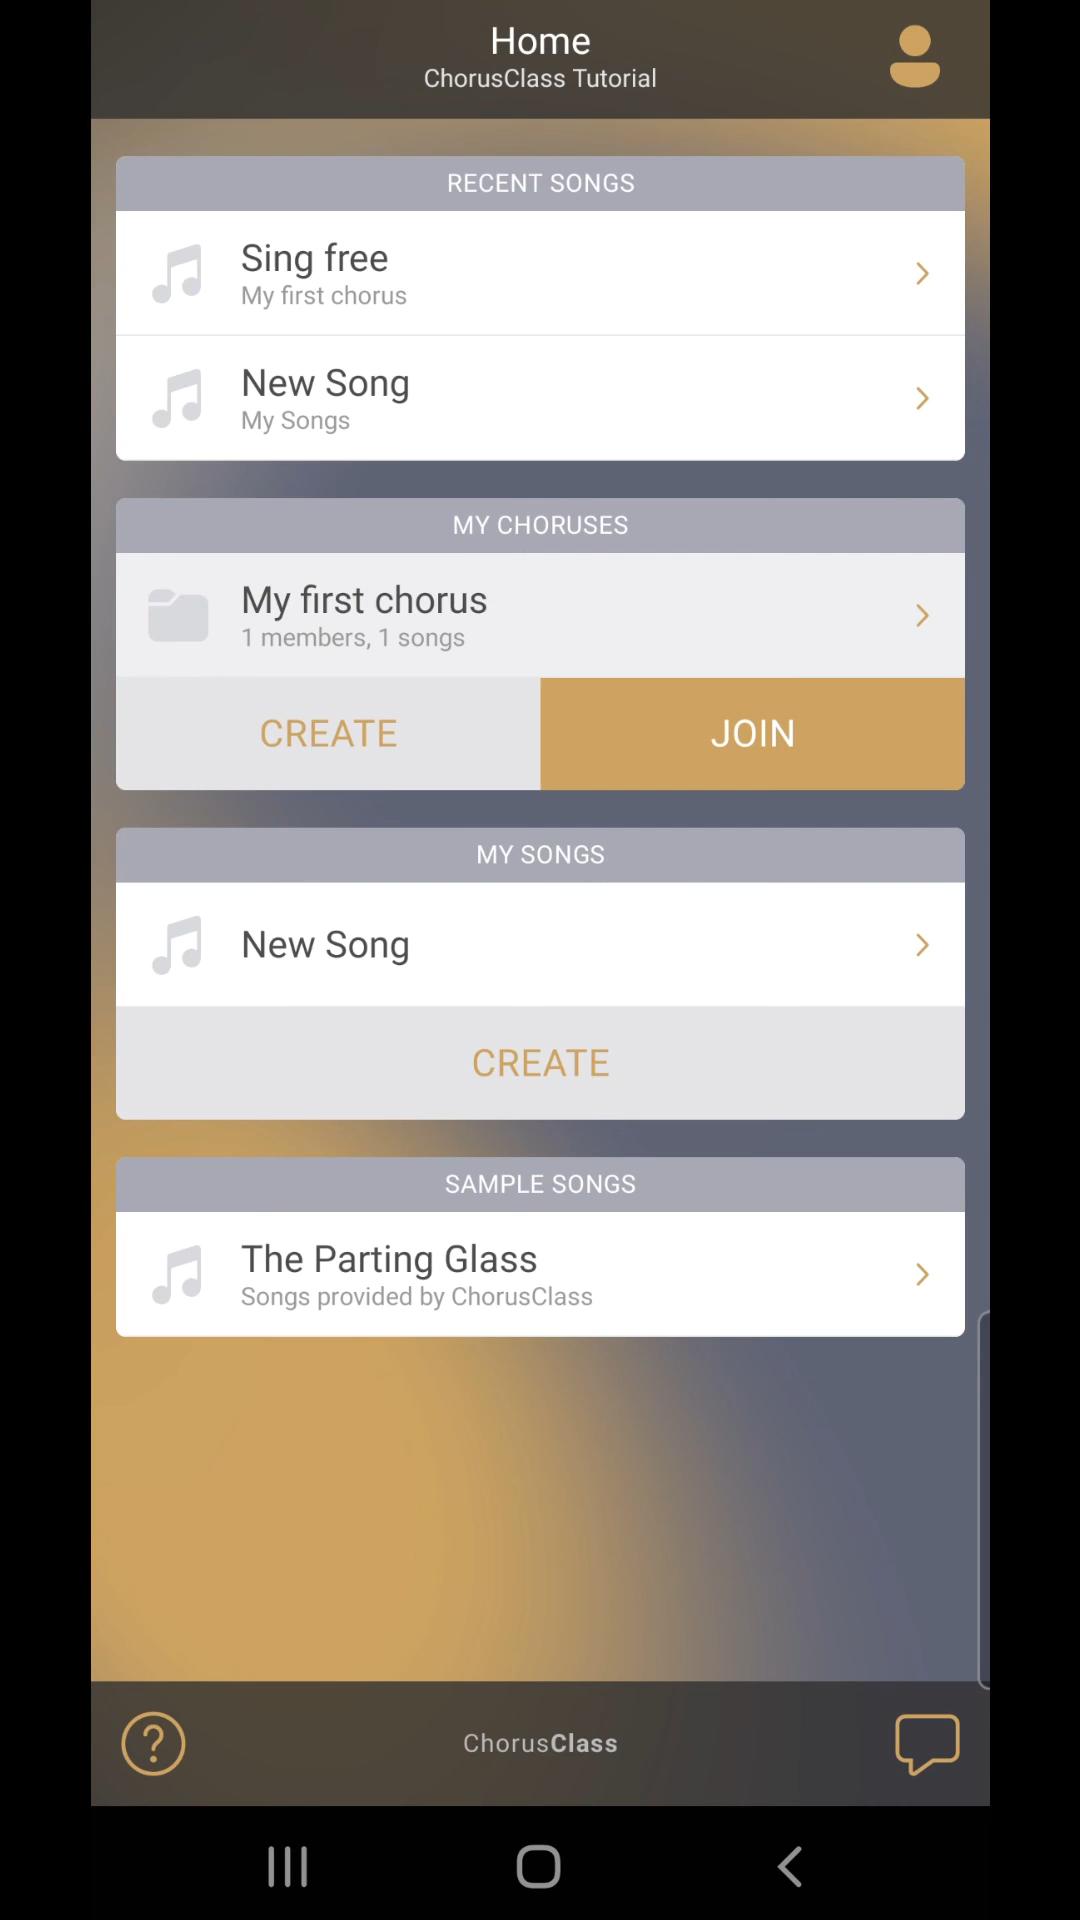 Home
ChorusClass Tutorial
RECENT SONGS
Sing free
My first chorus
New Song
My Songs
MY CHORUSES
My first chorus
1 members, 1 songs
CREATE
JOIN
MY SONGS
New Song
CREATE
SAMPLE SONGS
The Parting Glass
Songs provided by ChorusClass
?
ChorusClass